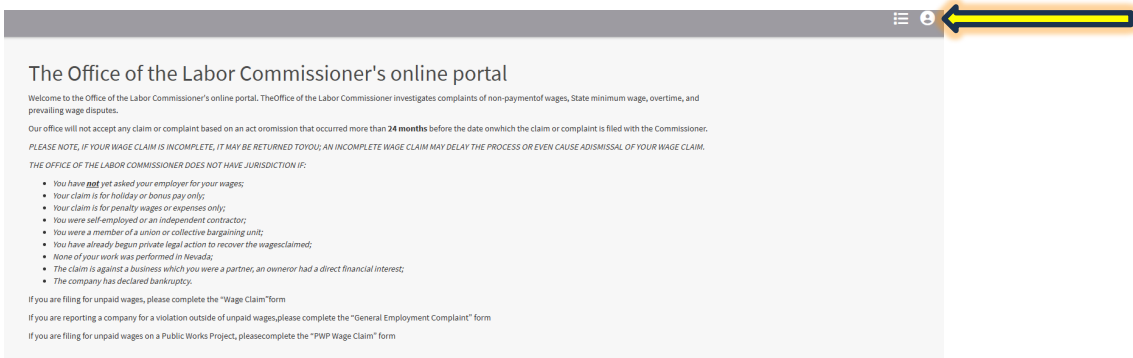 The Office of the Labor Commissioner's online portal
Welcome to the Office of the Labor Commissioner's online portal. TheOffice of the Labor Commissioner investigates complaints of non-paymentof wages, State minimum wage, overtime, and
prevailing wage disputes.
Our office will not accept any claim or complaint based on an act oromission that occurred more than 24 months before the date onwhich the claim or complaint is filed with the Commissioner.
PLEASE NOTE, IF YOUR WAGE CLAIM IS INCOMPLETE, IT MAY BE RETURNED TOYOU; AN INCOMPLETE WAGE CLAIM MAY DELAY THE PROCESS OR EVEN CAUSE ADISMISSAL OF YOUR WAGE CLAIM.
THE OFFICE OF THE LABOR COMMISSIONER DOES NOT HAVE JURISDICTION IF:
• You have not yet asked your employer for your wages;
• Your claim is for holiday or bonus pay only;
• Your claim is for penalty wages or expenses only;
• You were self-employed or an independent contractor;
• You were a member of a union or collective bargaining unit;
• You have already begun private legal action to recover the wagesclaimed;
• None of your work was performed in Nevada;
• The claim is against a business which you were a partner, an owneror had a direct financial interest;
• The company has declared bankruptcy.
If you are filing for unpaid wages, please complete the “Wage Claim”form
If you are reporting a company for a violation outside of unpaid wages,please complete the “General Employment Complaint” form
If you are filing for unpaid wages on a Public Works Project, pleasecomplete the “PWP Wage Claim” form